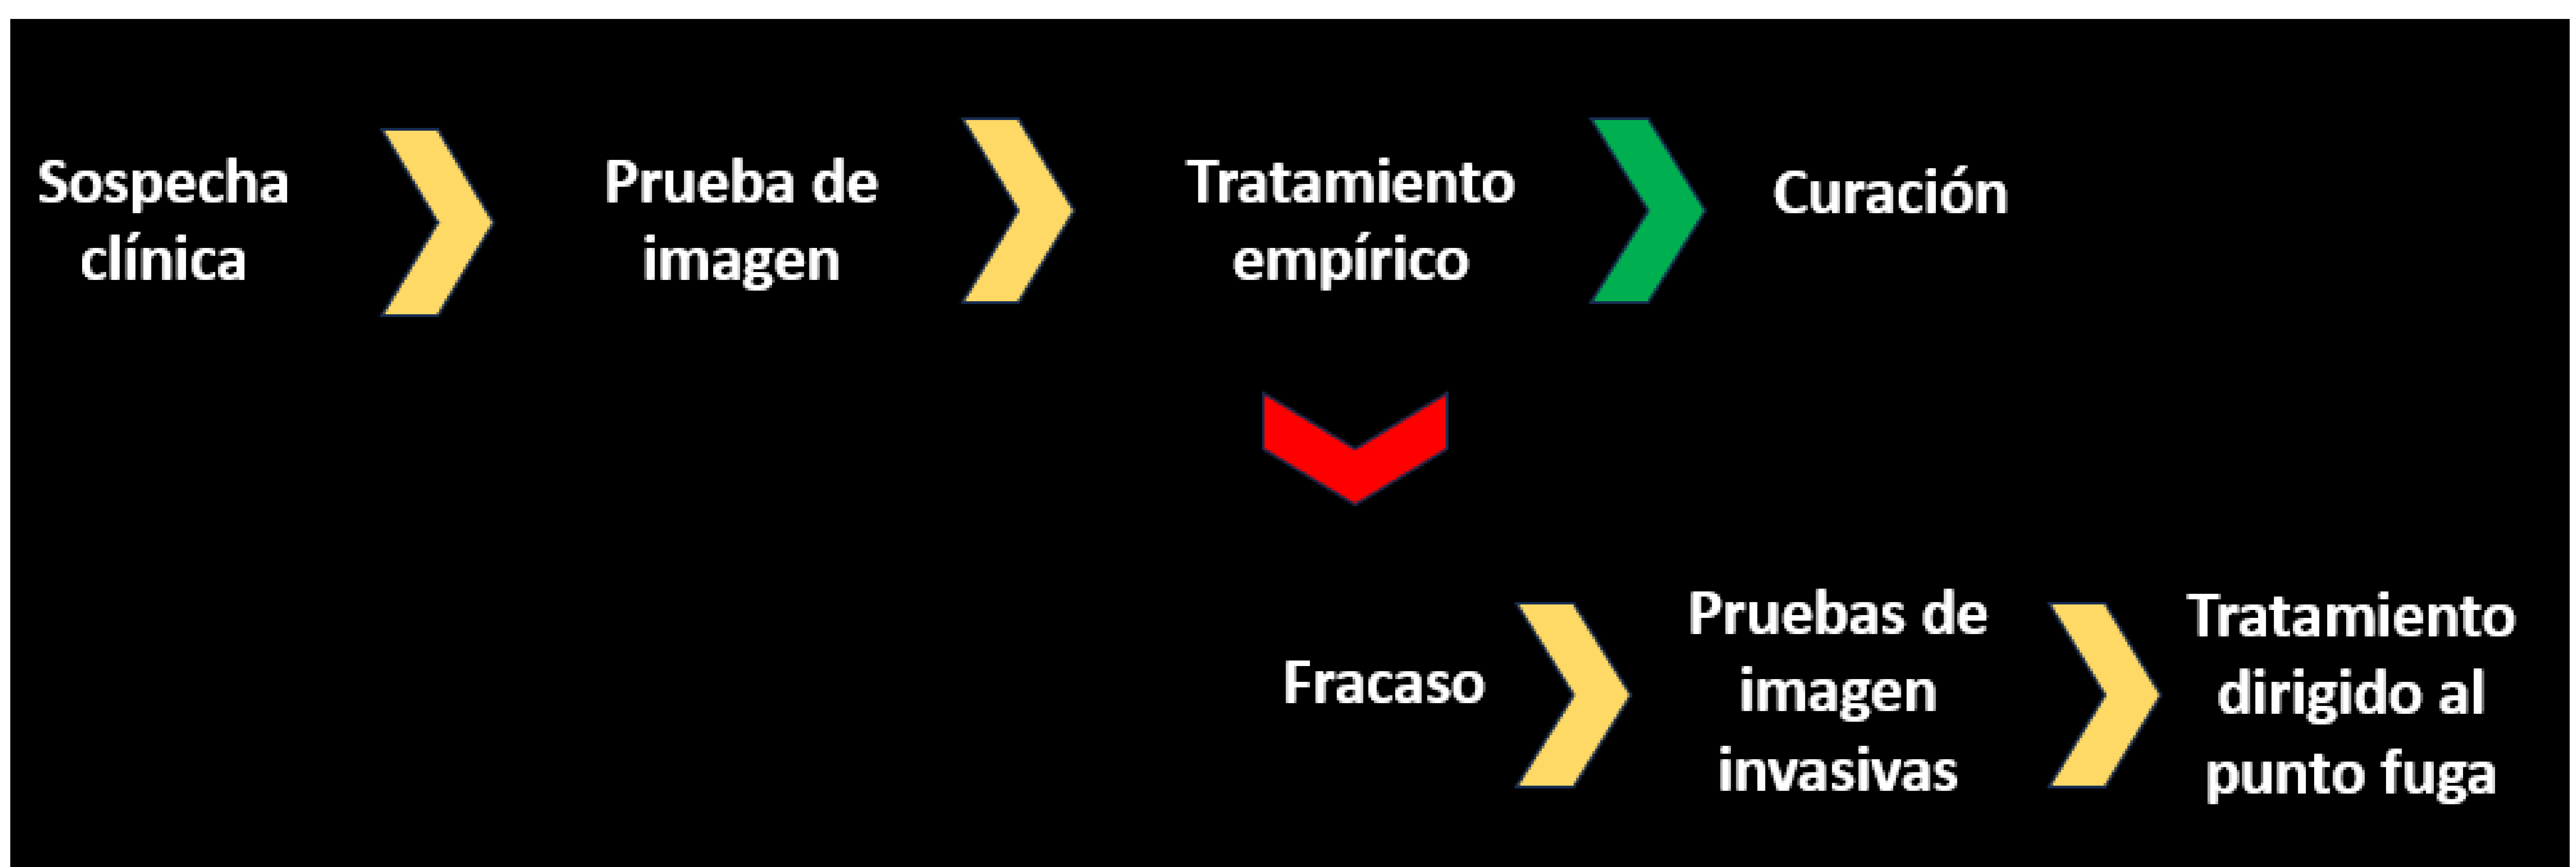 Sospecha
clínica
Prueba de
imagen
Tratamiento
empírico
Curación
Fracaso
Pruebas de
imagen
invasivas
Tratamiento
dirigido al
punto fuga